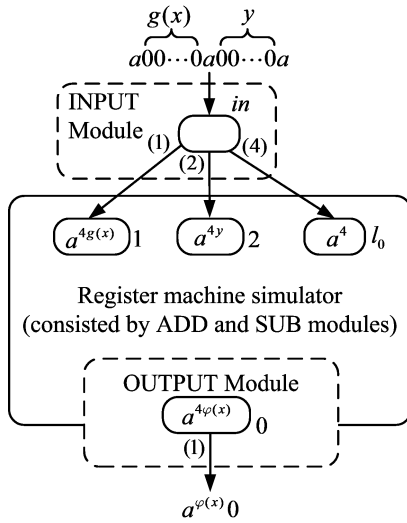 g(x) y
a00⋯0a00⋯0a
in
INPUT
Module
(1) (2) (4)
a^{4g(x)} 1 a^{4y} 2 a^4 l_0
Register machine simulator
(consisted by ADD and SUB modules)
OUTPUT Module
a^{4φ(x)} 0
(1)
a^{φ(x)}0